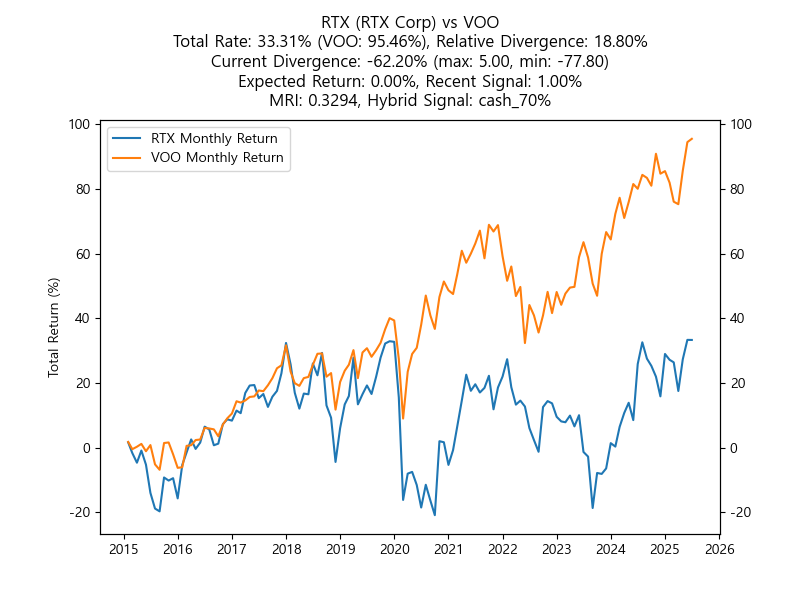 RTX (RTX Corp) vs VOO
Total Rate: 33.31% (VOO: 95.46%), Relative Divergence: 18.80%
Current Divergence: -62.20% (max: 5.00, min: -77.80)
Expected Return: 0.00%, Recent Signal: 1.00%
MRI: 0.3294, Hybrid Signal: cash_70%
RTX Monthly Return
VOO Monthly Return
Total Return (%)
100
80
60
40
20
0
-20
100
80
60
40
20
0
-20
2015 2016 2017 2018 2019 2020 2021 2022 2023 2024 2025 2026